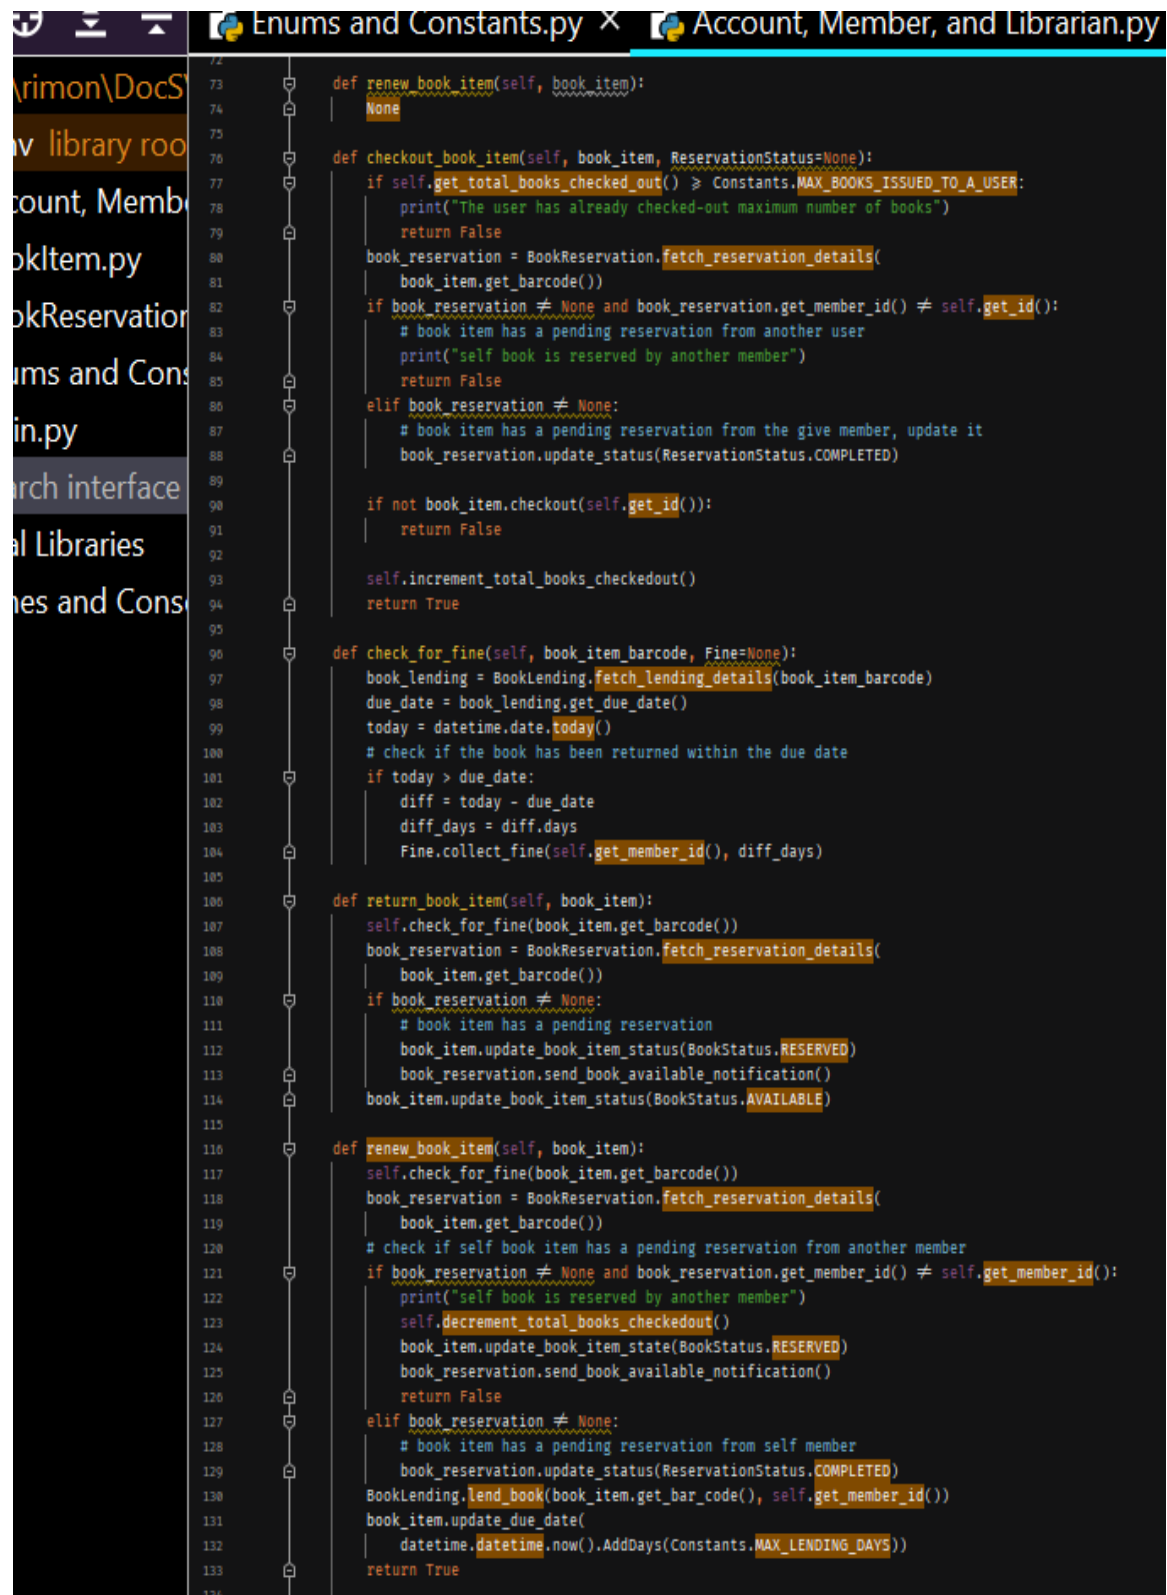 Enums and Constants.py × Account, Member, and Librarian.py
\rimon\DocS
library roo
count, Memb
okItem.py
okReservation
ums and Cons
in.py
arch interface
al Libraries
hes and Cons
72
73 def renew_book_item(self, book_item):
74 None
75
76 def checkout_book_item(self, book_item, ReservationStatus=None):
77 if self.get_total_books_checked_out() ⩾ Constants.MAX_BOOKS_ISSUED_TO_A_USER:
78 print("The user has already checked-out maximum number of books")
79 return False
80 book_reservation = BookReservation.fetch_reservation_details(
81 book_item.get_barcode())
82 if book_reservation ≠ None and book_reservation.get_member_id() ≠ self.get_id():
83 # book item has a pending reservation from another user
84 print("self book is reserved by another member")
85 return False
86 elif book_reservation ≠ None:
87 # book item has a pending reservation from the give member, update it
88 book_reservation.update_status(ReservationStatus.COMPLETED)
89
90 if not book_item.checkout(self.get_id()):
91 return False
92
93 self.increment_total_books_checkedout()
94 return True
95
96 def check_for_fine(self, book_item_barcode, Fine=None):
97 book_lending = BookLending.fetch_lending_details(book_item_barcode)
98 due_date = book_lending.get_due_date()
99 today = datetime.date.today()
100 # check if the book has been returned within the due date
101 if today > due_date:
102 diff = today - due_date
103 diff_days = diff.days
104 Fine.collect_fine(self.get_member_id(), diff_days)
105
106 def return_book_item(self, book_item):
107 self.check_for_fine(book_item.get_barcode())
108 book_reservation = BookReservation.fetch_reservation_details(
109 book_item.get_barcode())
110 if book_reservation ≠ None:
111 # book item has a pending reservation
112 book_item.update_book_item_status(BookStatus.RESERVED)
113 book_reservation.send_book_available_notification()
114 book_item.update_book_item_status(BookStatus.AVAILABLE)
115
116 def renew_book_item(self, book_item):
117 self.check_for_fine(book_item.get_barcode())
118 book_reservation = BookReservation.fetch_reservation_details(
119 book_item.get_barcode())
120 # check if self book item has a pending reservation from another member
121 if book_reservation ≠ None and book_reservation.get_member_id() ≠ self.get_member_id():
122 print("self book is reserved by another member")
123 self.decrement_total_books_checkedout()
124 book_item.update_book_item_state(BookStatus.RESERVED)
125 book_reservation.send_book_available_notification()
126 return False
127 elif book_reservation ≠ None:
128 # book item has a pending reservation from self member
129 book_reservation.update_status(ReservationStatus.COMPLETED)
130 BookLending.lend_book(book_item.get_bar_code(), self.get_member_id())
131 book_item.update_due_date(
132 datetime.datetime.now().AddDays(Constants.MAX_LENDING_DAYS))
133 return True